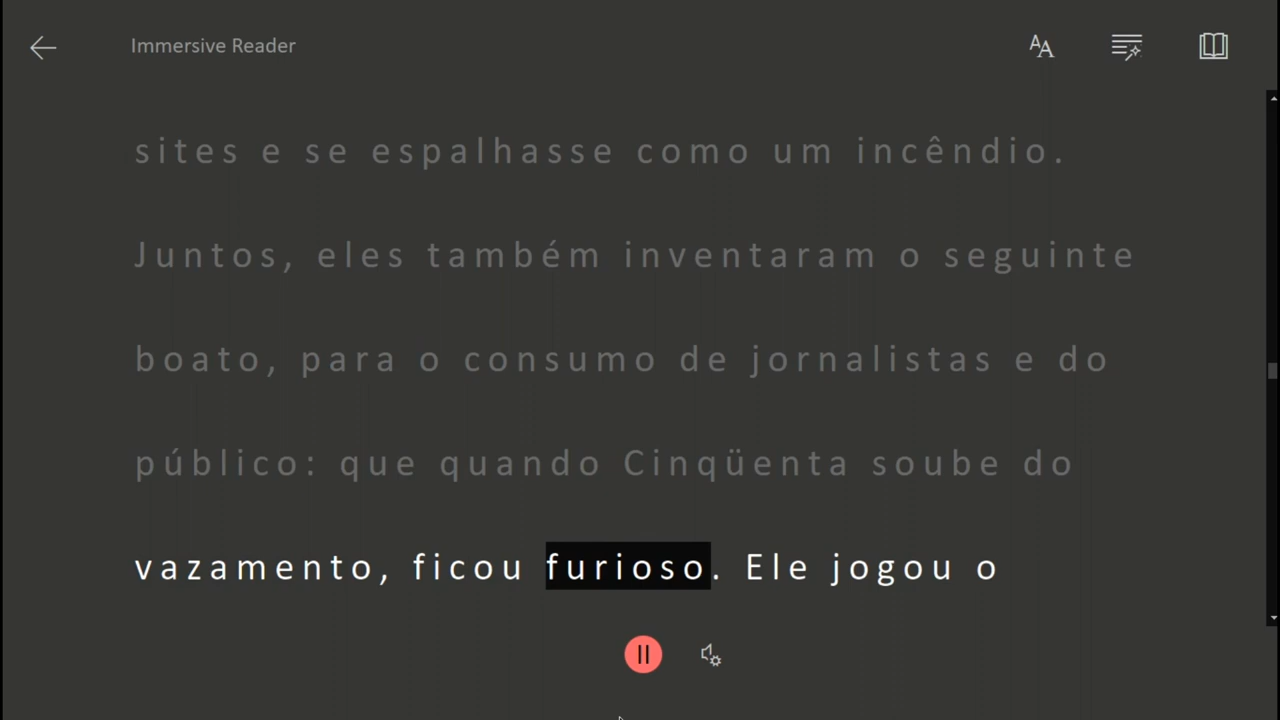 Immersive Reader
sites e se espalhasse como um incêndio.
Juntos, eles também inventaram o seguinte
boato, para o consumo de jornalistas e do
público: que quando Cinqüenta soube do
vazamento, ficou furioso. Ele jogou o